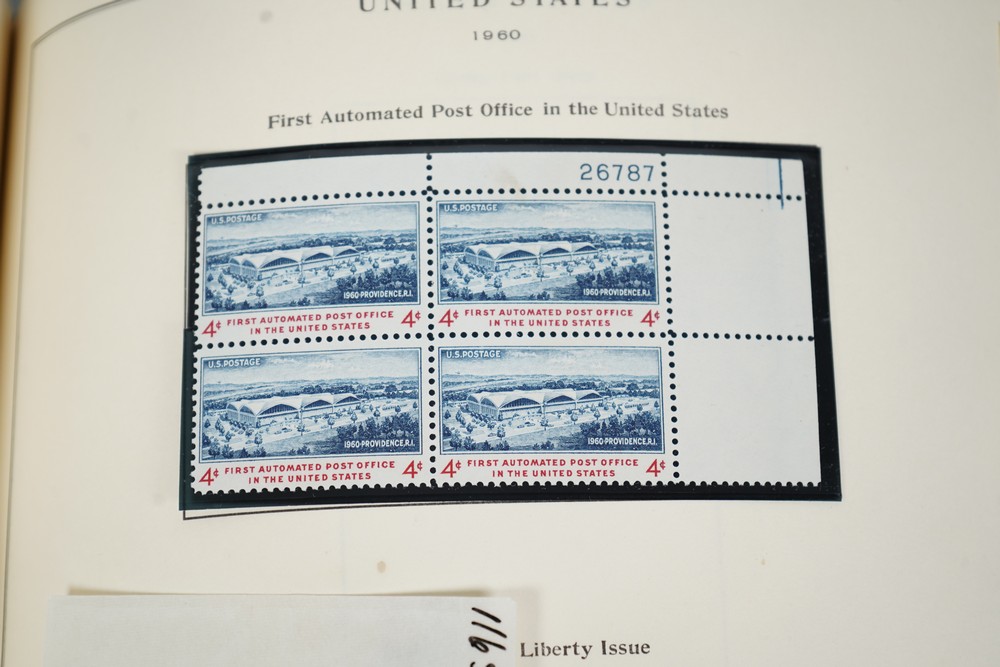 UNITED STATES
1960
First Automated Post Office in the United States
26787
U.S.POSTAGE
1960-PROVIDENCE,R.I.
4¢ FIRST AUTOMATED POST OFFICE 4¢
IN THE UNITED STATES
U.S.POSTAGE
1960-PROVIDENCE,R.I.
4¢ FIRST AUTOMATED POST OFFICE 4¢
IN THE UNITED STATES
U.S.POSTAGE
1960-PROVIDENCE,R.I.
4¢ FIRST AUTOMATED POST OFFICE 4¢
IN THE UNITED STATES
U.S.POSTAGE
1960-PROVIDENCE,R.I.
4¢ FIRST AUTOMATED POST OFFICE 4¢
IN THE UNITED STATES
Liberty Issue